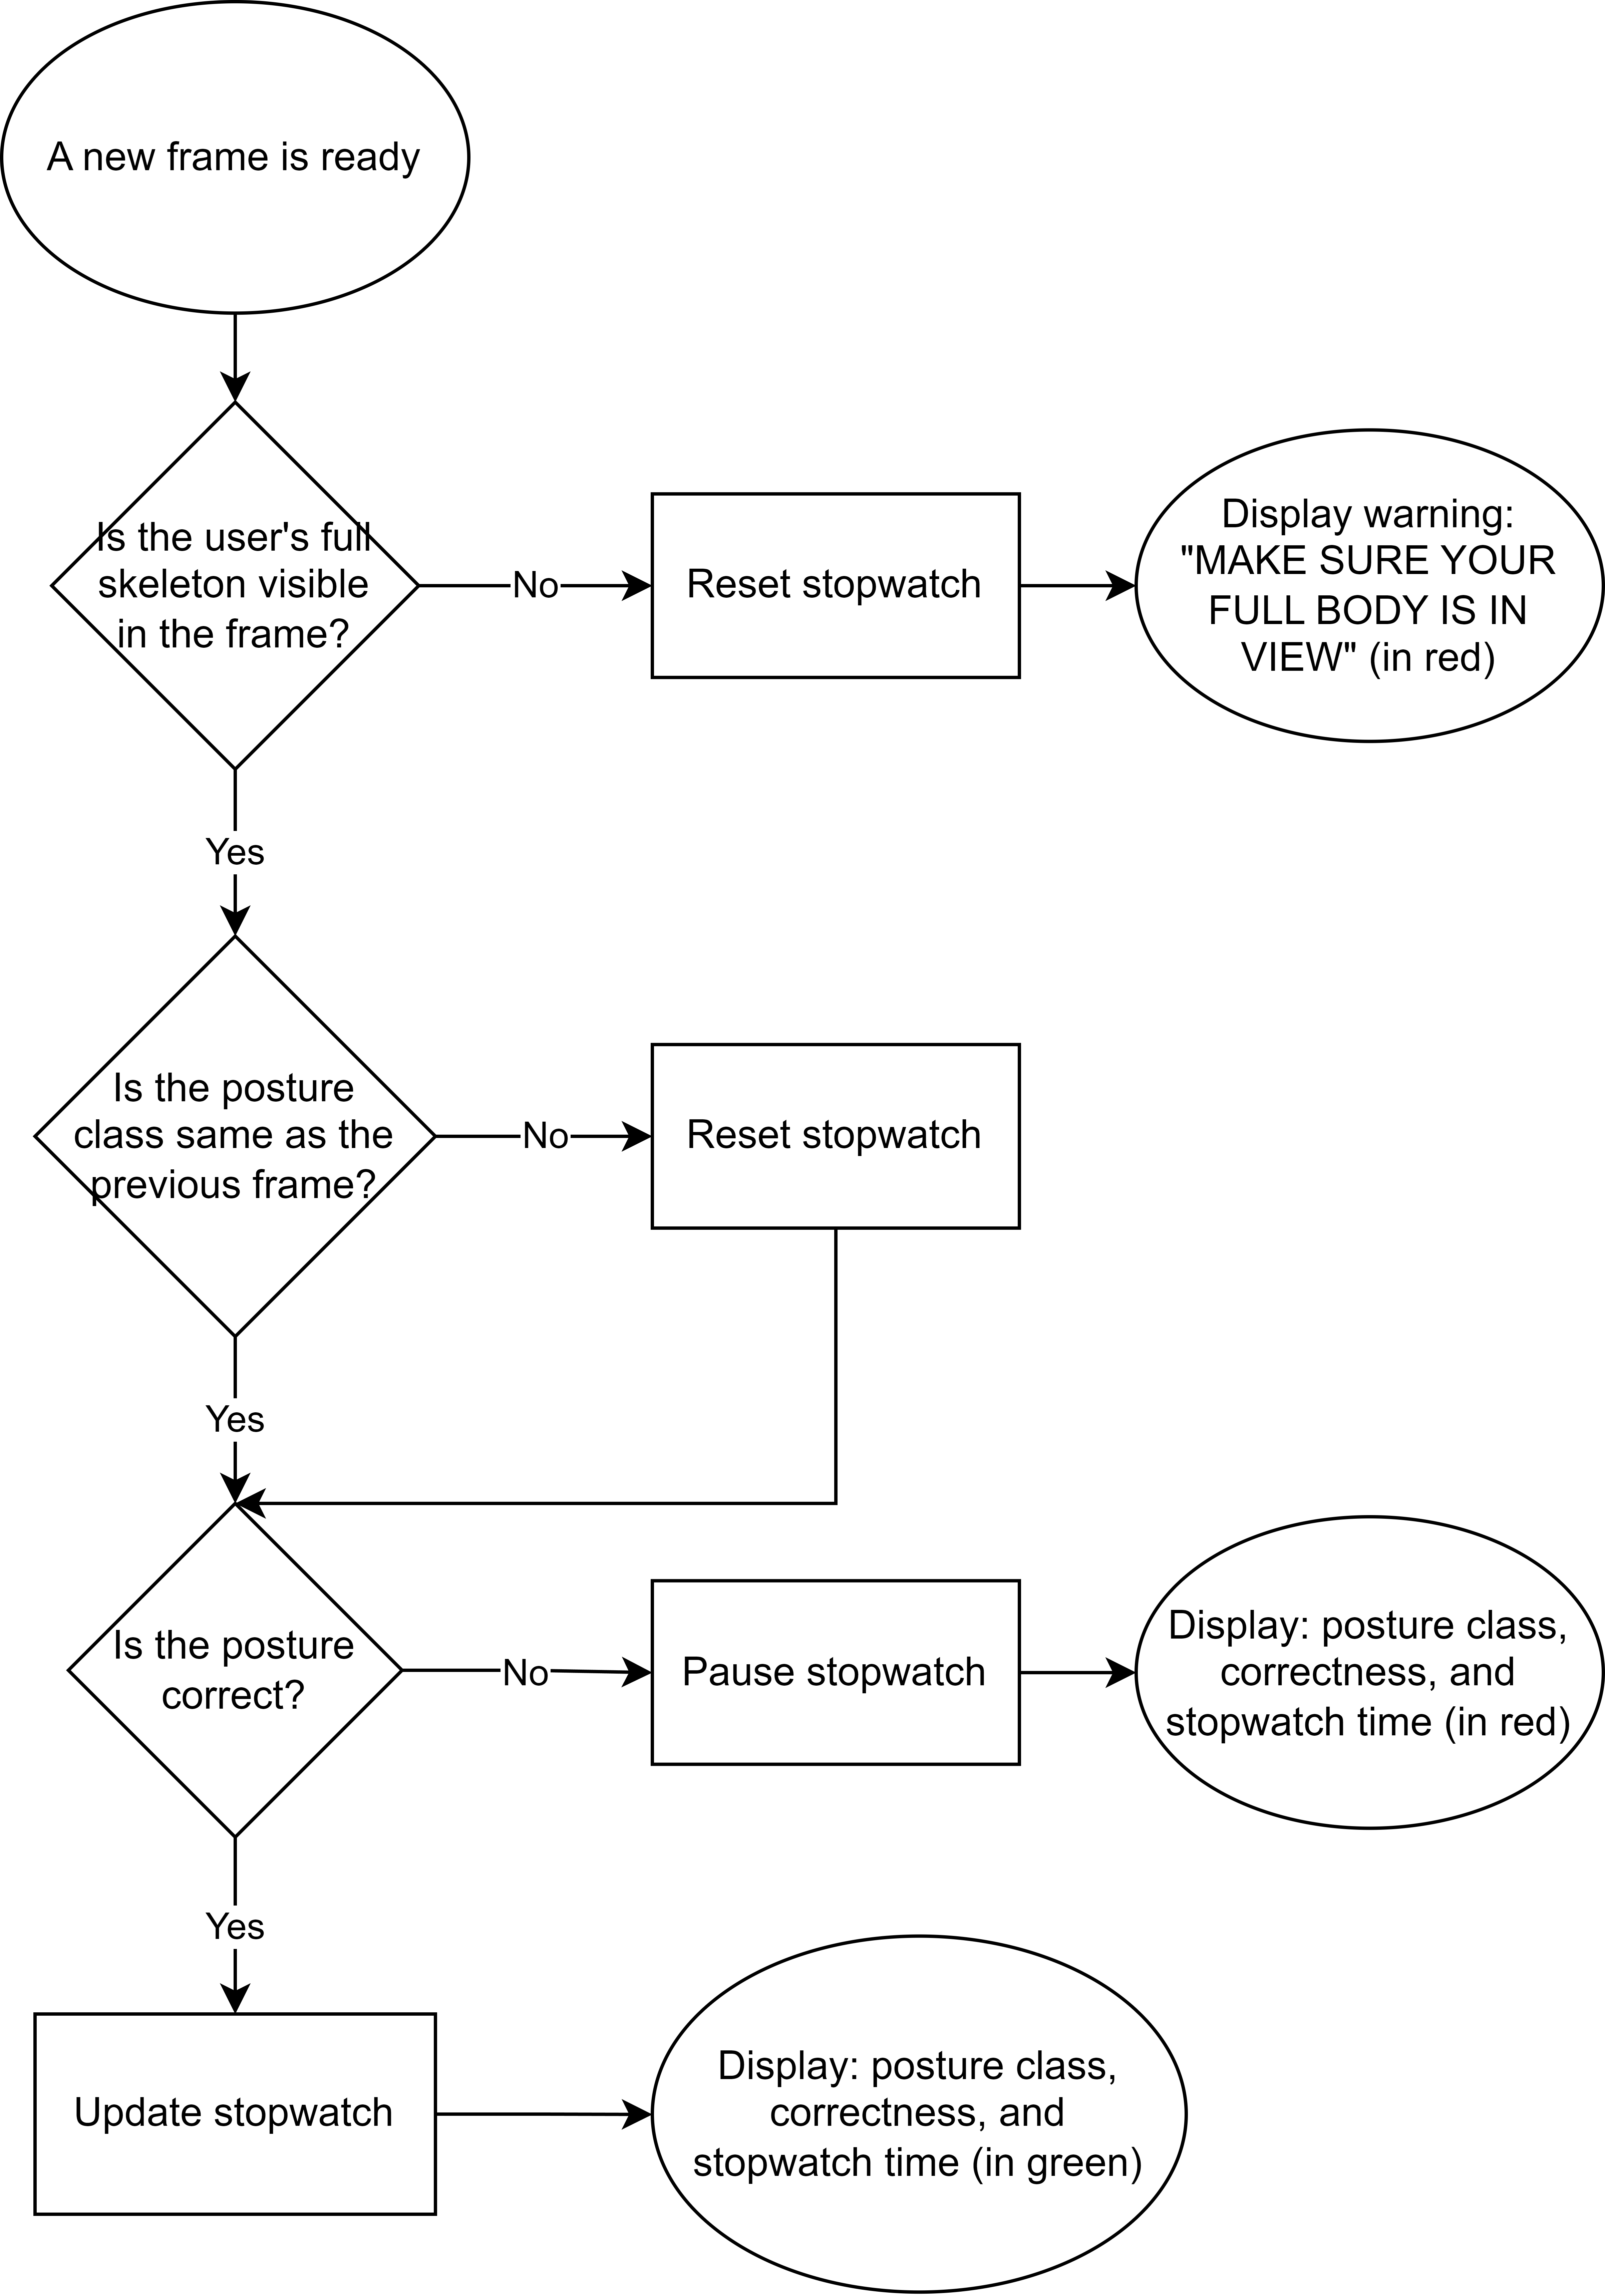 A new frame is ready
Is the user's full
skeleton visible
in the frame?
No
Reset stopwatch
Display warning:
"MAKE SURE YOUR
FULL BODY IS IN
VIEW" (in red)
Yes
Is the posture
class same as the
previous frame?
No
Reset stopwatch
Yes
Is the posture
correct?
No
Pause stopwatch
Display: posture class,
correctness, and
stopwatch time (in red)
Yes
Update stopwatch
Display: posture class,
correctness, and
stopwatch time (in green)